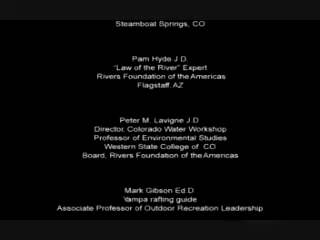 Steamboat Springs, CO
Pam Hyde J.D.
"Law of the River" Expert
Rivers Foundation of the Americas
Flagstaff. AZ
Peter M Lavigne J.D
Director, Colorado Water Workshop
Professor of Environmental Studies
Western State College of CO
Board, Rivers Foundation of the Americas
Mark Gibson Ed.D
Yampa rafting guide
Associate Professor of Outdoor Recreation Leadership